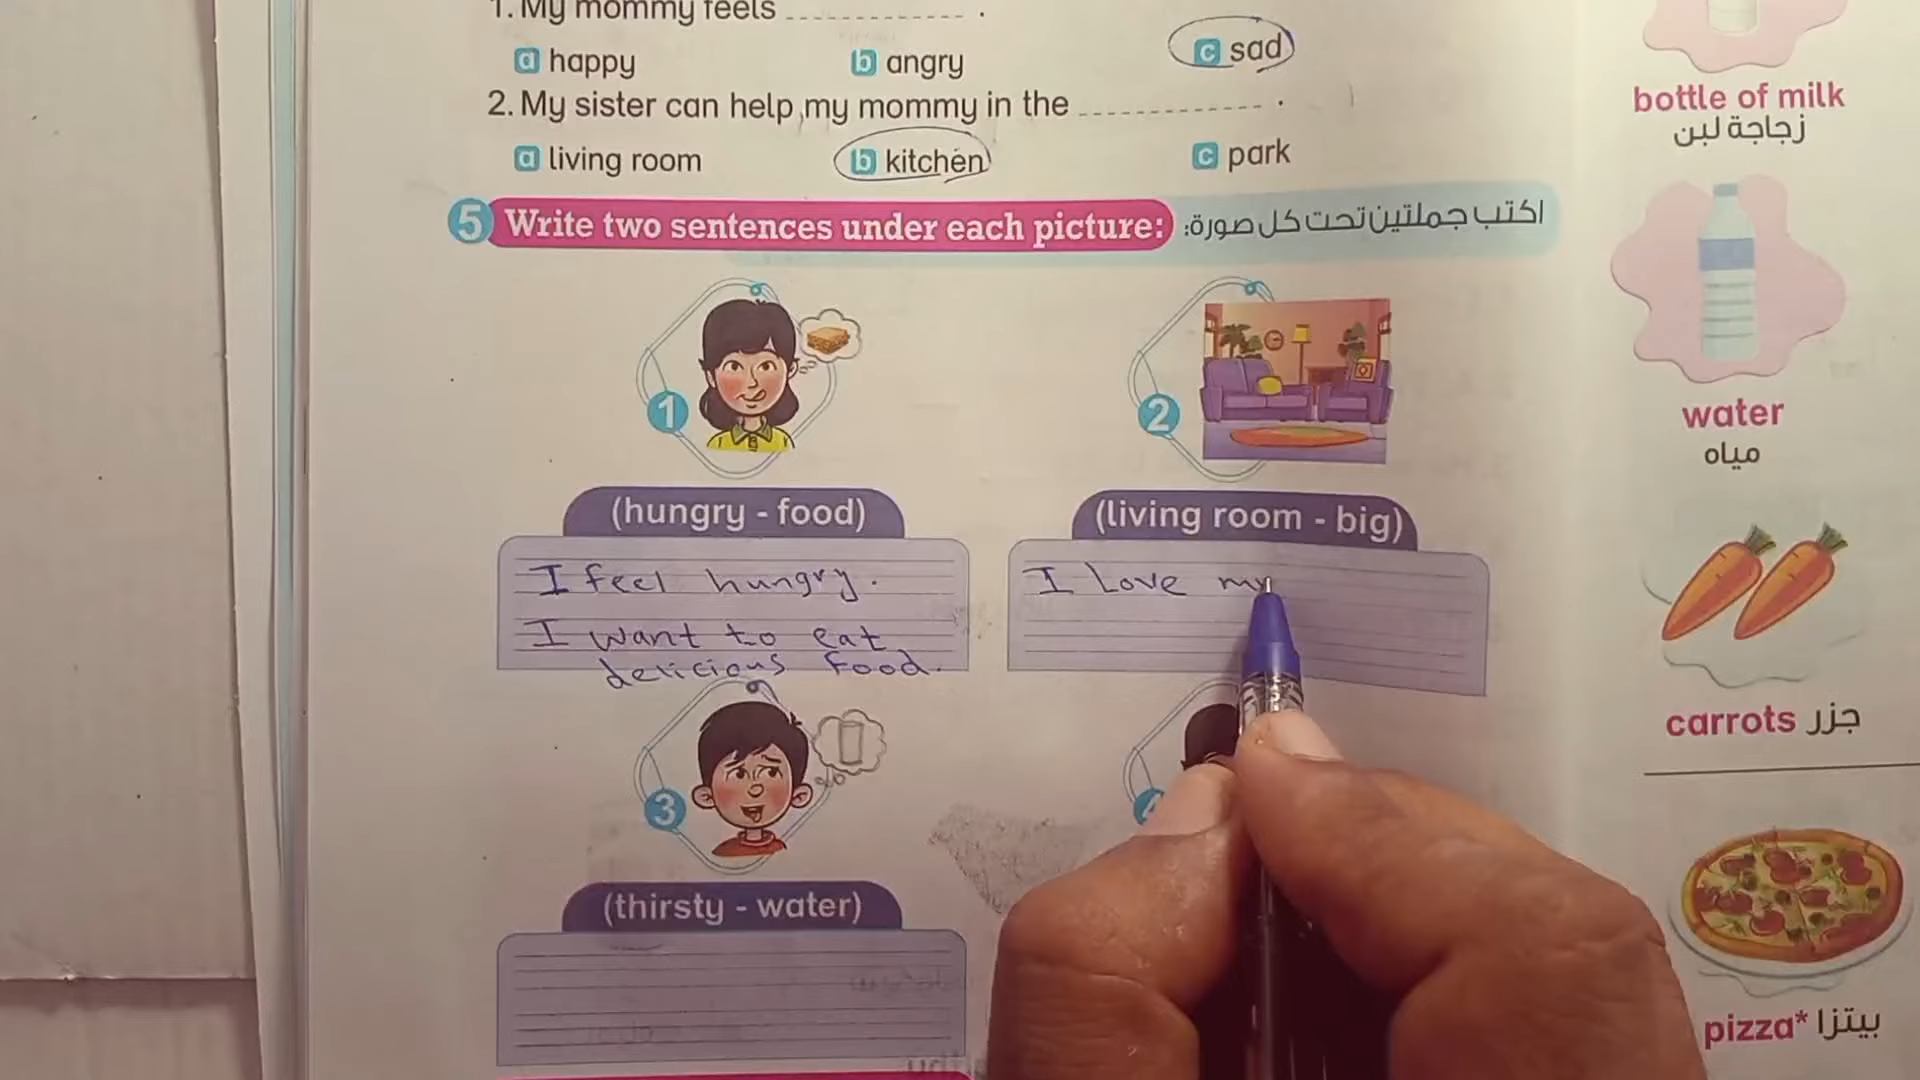 1. My mommy feels ............ .
a happy b angry c sad
2. My sister can help my mommy in the ............ .
a living room b kitchen c park
5 Write two sentences under each picture: اكتب جملتين تحت كل صورة:
1
2
(hungry - food)
(living room - big)
I feel hungry.
I want to eat
delicious food.
I Love my
3
4
(thirsty - water)
bottle of milk
زجاجة لبن
water
مياه
carrots جزر
pizza* بيتزا